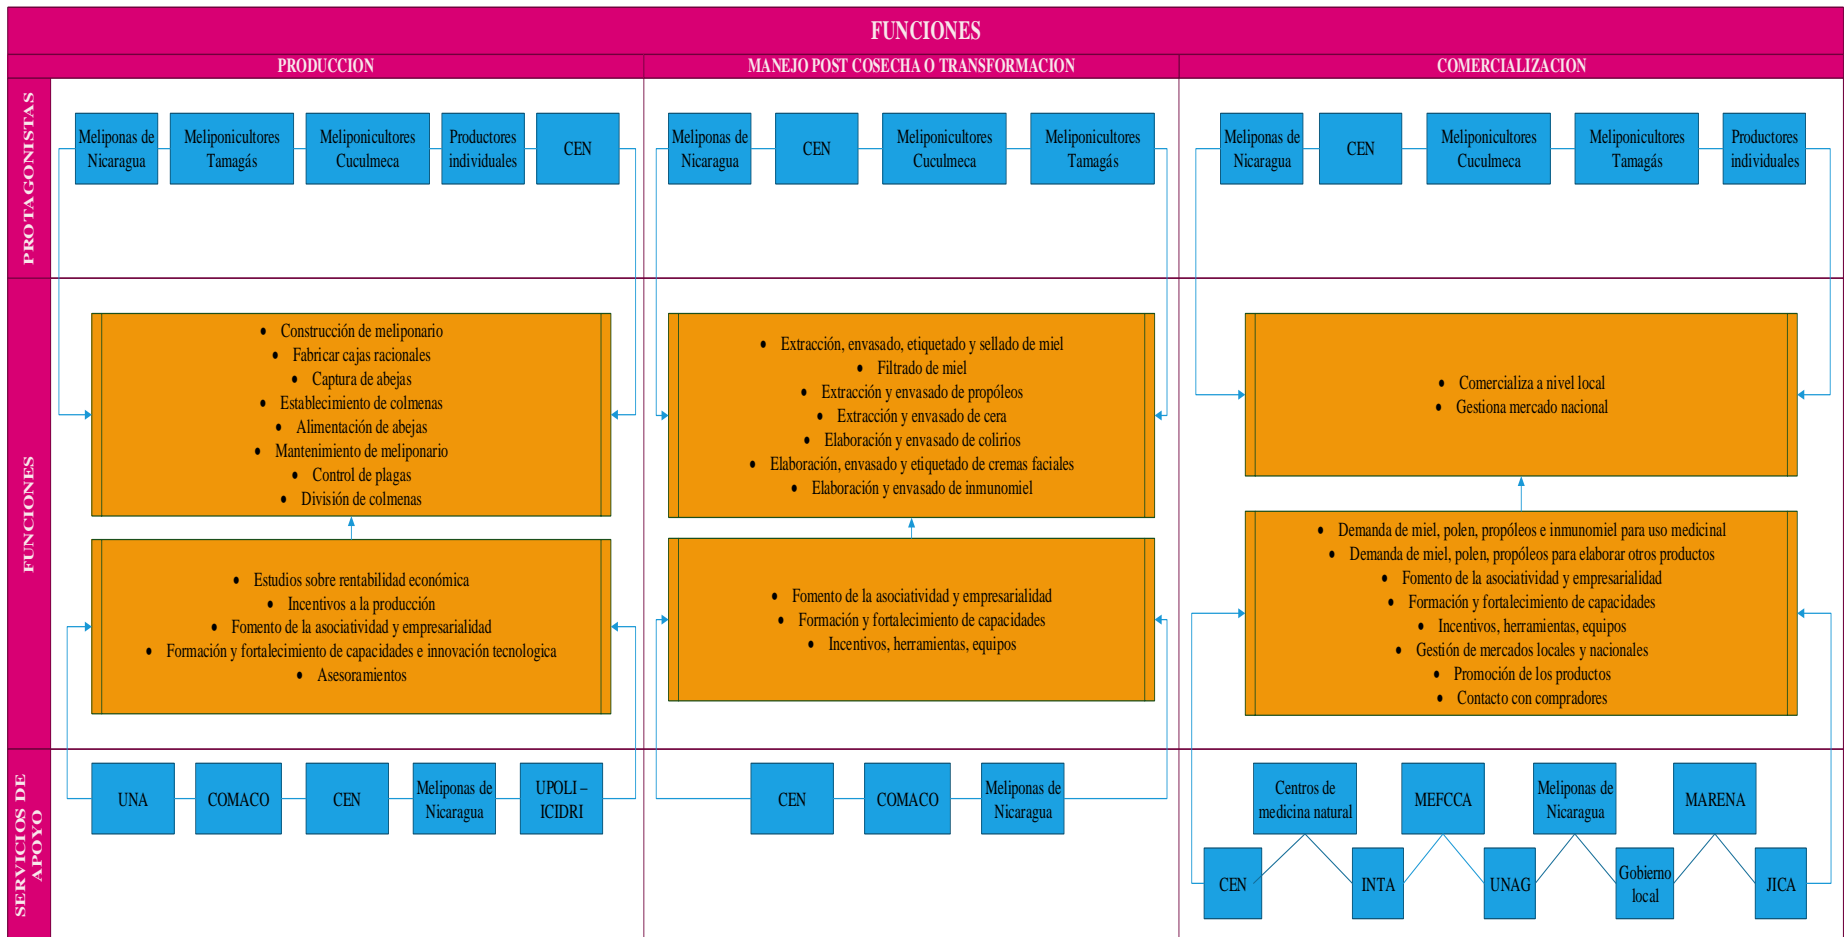 FUNCIONES
PRODUCCION
MANEJO POST COSECHA O TRANSFORMACION
COMERCIALIZACION
PROTAGONISTAS
Meliponas de
Nicaragua
Meliponicultores
Tamagás
Meliponicultores
Cuculmeca
Productores
individuales
CEN
Meliponas de
Nicaragua
CEN
Meliponicultores
Cuculmeca
Meliponicultores
Tamagás
Meliponas de
Nicaragua
CEN
Meliponicultores
Cuculmeca
Meliponicultores
Tamagás
Productores
individuales
FUNCIONES
• Construcción de meliponario
• Fabricar cajas racionales
• Captura de abejas
• Establecimiento de colmenas
• Alimentación de abejas
• Mantenimiento de meliponario
• Control de plagas
• División de colmenas
• Extracción, envasado, etiquetado y sellado de miel
• Filtrado de miel
• Extracción y envasado de propóleos
• Extracción y envasado de cera
• Elaboración y envasado de colirios
• Elaboración, envasado y etiquetado de cremas faciales
• Elaboración y envasado de inmunomiel
• Comercializa a nivel local
• Gestiona mercado nacional
• Estudios sobre rentabilidad económica
• Incentivos a la producción
• Fomento de la asociatividad y empresarialidad
• Formación y fortalecimiento de capacidades e innovación tecnologica
• Asesoramientos
• Fomento de la asociatividad y empresarialidad
• Formación y fortalecimiento de capacidades
• Incentivos, herramientas, equipos
• Demanda de miel, polen, propóleos e inmunomiel para uso medicinal
• Demanda de miel, polen, propóleos para elaborar otros productos
• Fomento de la asociatividad y empresarialidad
• Formación y fortalecimiento de capacidades
• Incentivos, herramientas, equipos
• Gestión de mercados locales y nacionales
• Promoción de los productos
• Contacto con compradores
SERVICIOS DE
APOYO
UNA
COMACO
CEN
Meliponas de
Nicaragua
UPOLI –
ICIDRI
CEN
COMACO
Meliponas de
Nicaragua
Centros de
medicina natural
MEFCCA
Meliponas de
Nicaragua
MARENA
CEN
INTA
UNAG
Gobierno
local
JICA